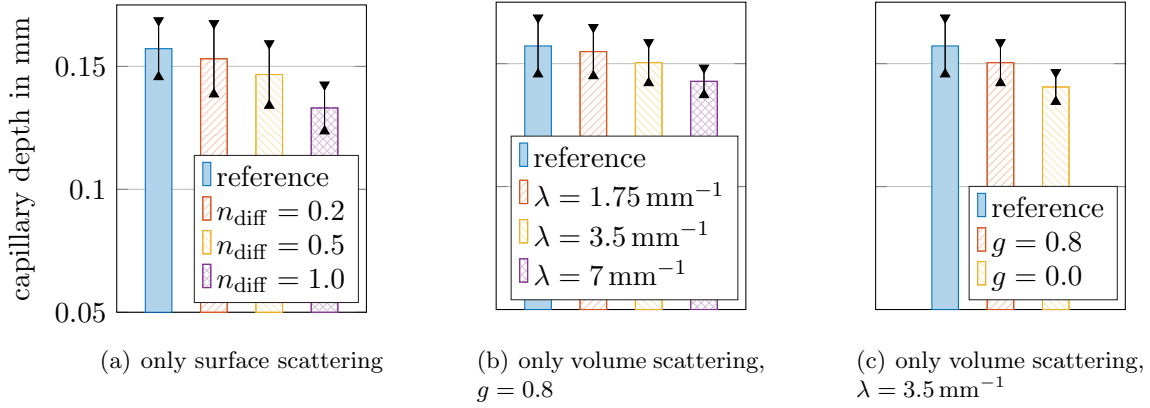 capillary depth in mm
0.15
0.1
0.05
reference
n_diff = 0.2
n_diff = 0.5
n_diff = 1.0
(a) only surface scattering
reference
λ = 1.75 mm⁻¹
λ = 3.5 mm⁻¹
λ = 7 mm⁻¹
(b) only volume scattering,
g = 0.8
reference
g = 0.8
g = 0.0
(c) only volume scattering,
λ = 3.5 mm⁻¹